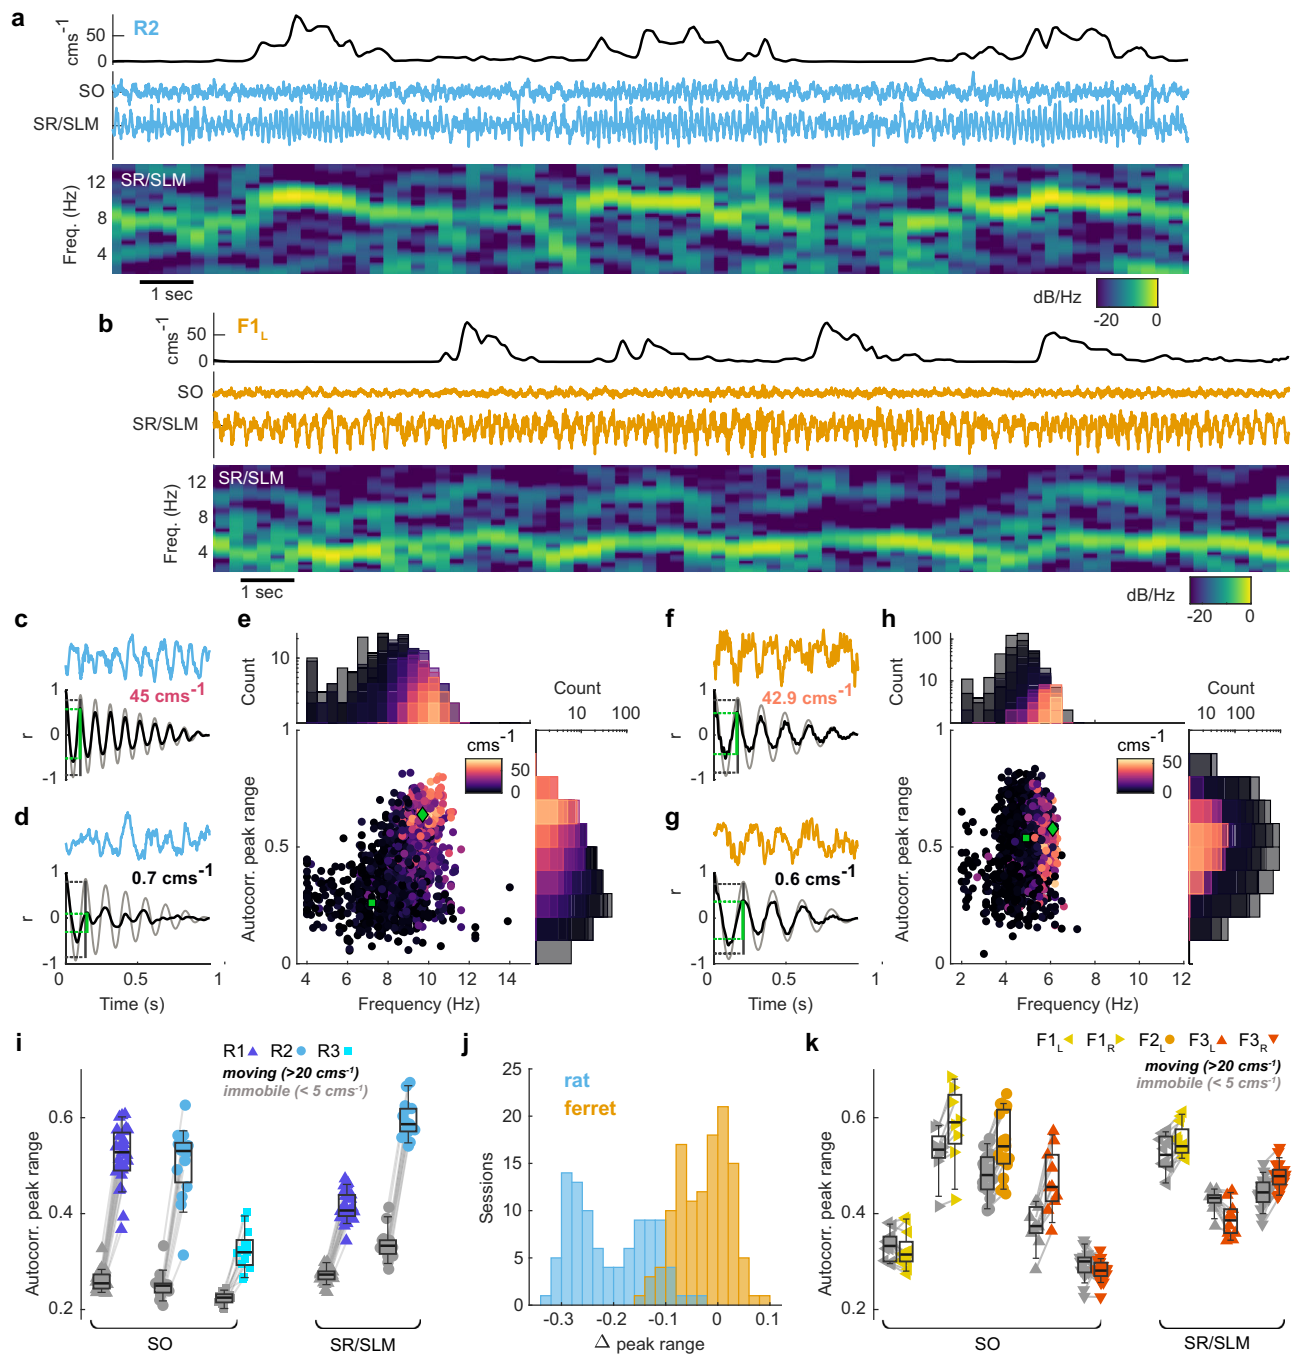 a
R2
cms-1
50
0
SO
SR/SLM
SR/SLM
Freq. (Hz)
12
8
4
1 sec
dB/Hz
-20 0
b
F1L
cms-1
50
0
SO
SR/SLM
SR/SLM
Freq. (Hz)
12
8
4
1 sec
dB/Hz
-20 0
c
45 cms-1
r
1
0
-1
d
0.7 cms-1
r
1
0
-1
0 0.5 1
Time (s)
e
Count
10
1
Count
10 100
cms-1
50
0
Autocorr. peak range
0.5
0
4 6 8 10 12 14
Frequency (Hz)
f
42.9 cms-1
r
1
0
-1
g
0.6 cms-1
r
1
0
-1
0 0.5 1
Time (s)
h
Count
100
10
1
Count
10 100
cms-1
50
0
Autocorr. peak range
0.5
0
2 4 6 8 10 12
Frequency (Hz)
i
R1 R2 R3
moving (>20 cms-1)
immobile (< 5 cms-1)
Autocorr. peak range
0.6
0.4
0.2
SO SR/SLM
j
rat
ferret
Sessions
25
20
15
10
5
0
-0.3 -0.2 -0.1 0 0.1
Δ peak range
k
F1L F1R F2L F3L F3R
moving (>20 cms-1)
immobile (< 5 cms-1)
Autocorr. peak range
0.6
0.4
0.2
SO SR/SLM